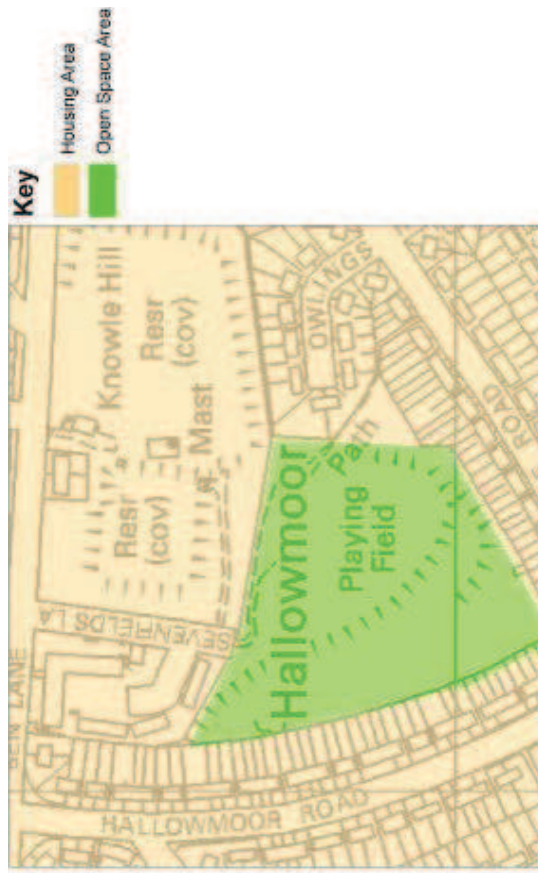 Key
Housing Area
Open Space Area
LANE
Knowle Hill
Resr
(cov)
Resr
(cov)
Mast
SEVENFIELDS LA
Hallowmoor
Playing
Field
Path
OWLINGS
ROAD
HALLOWMOOR ROAD